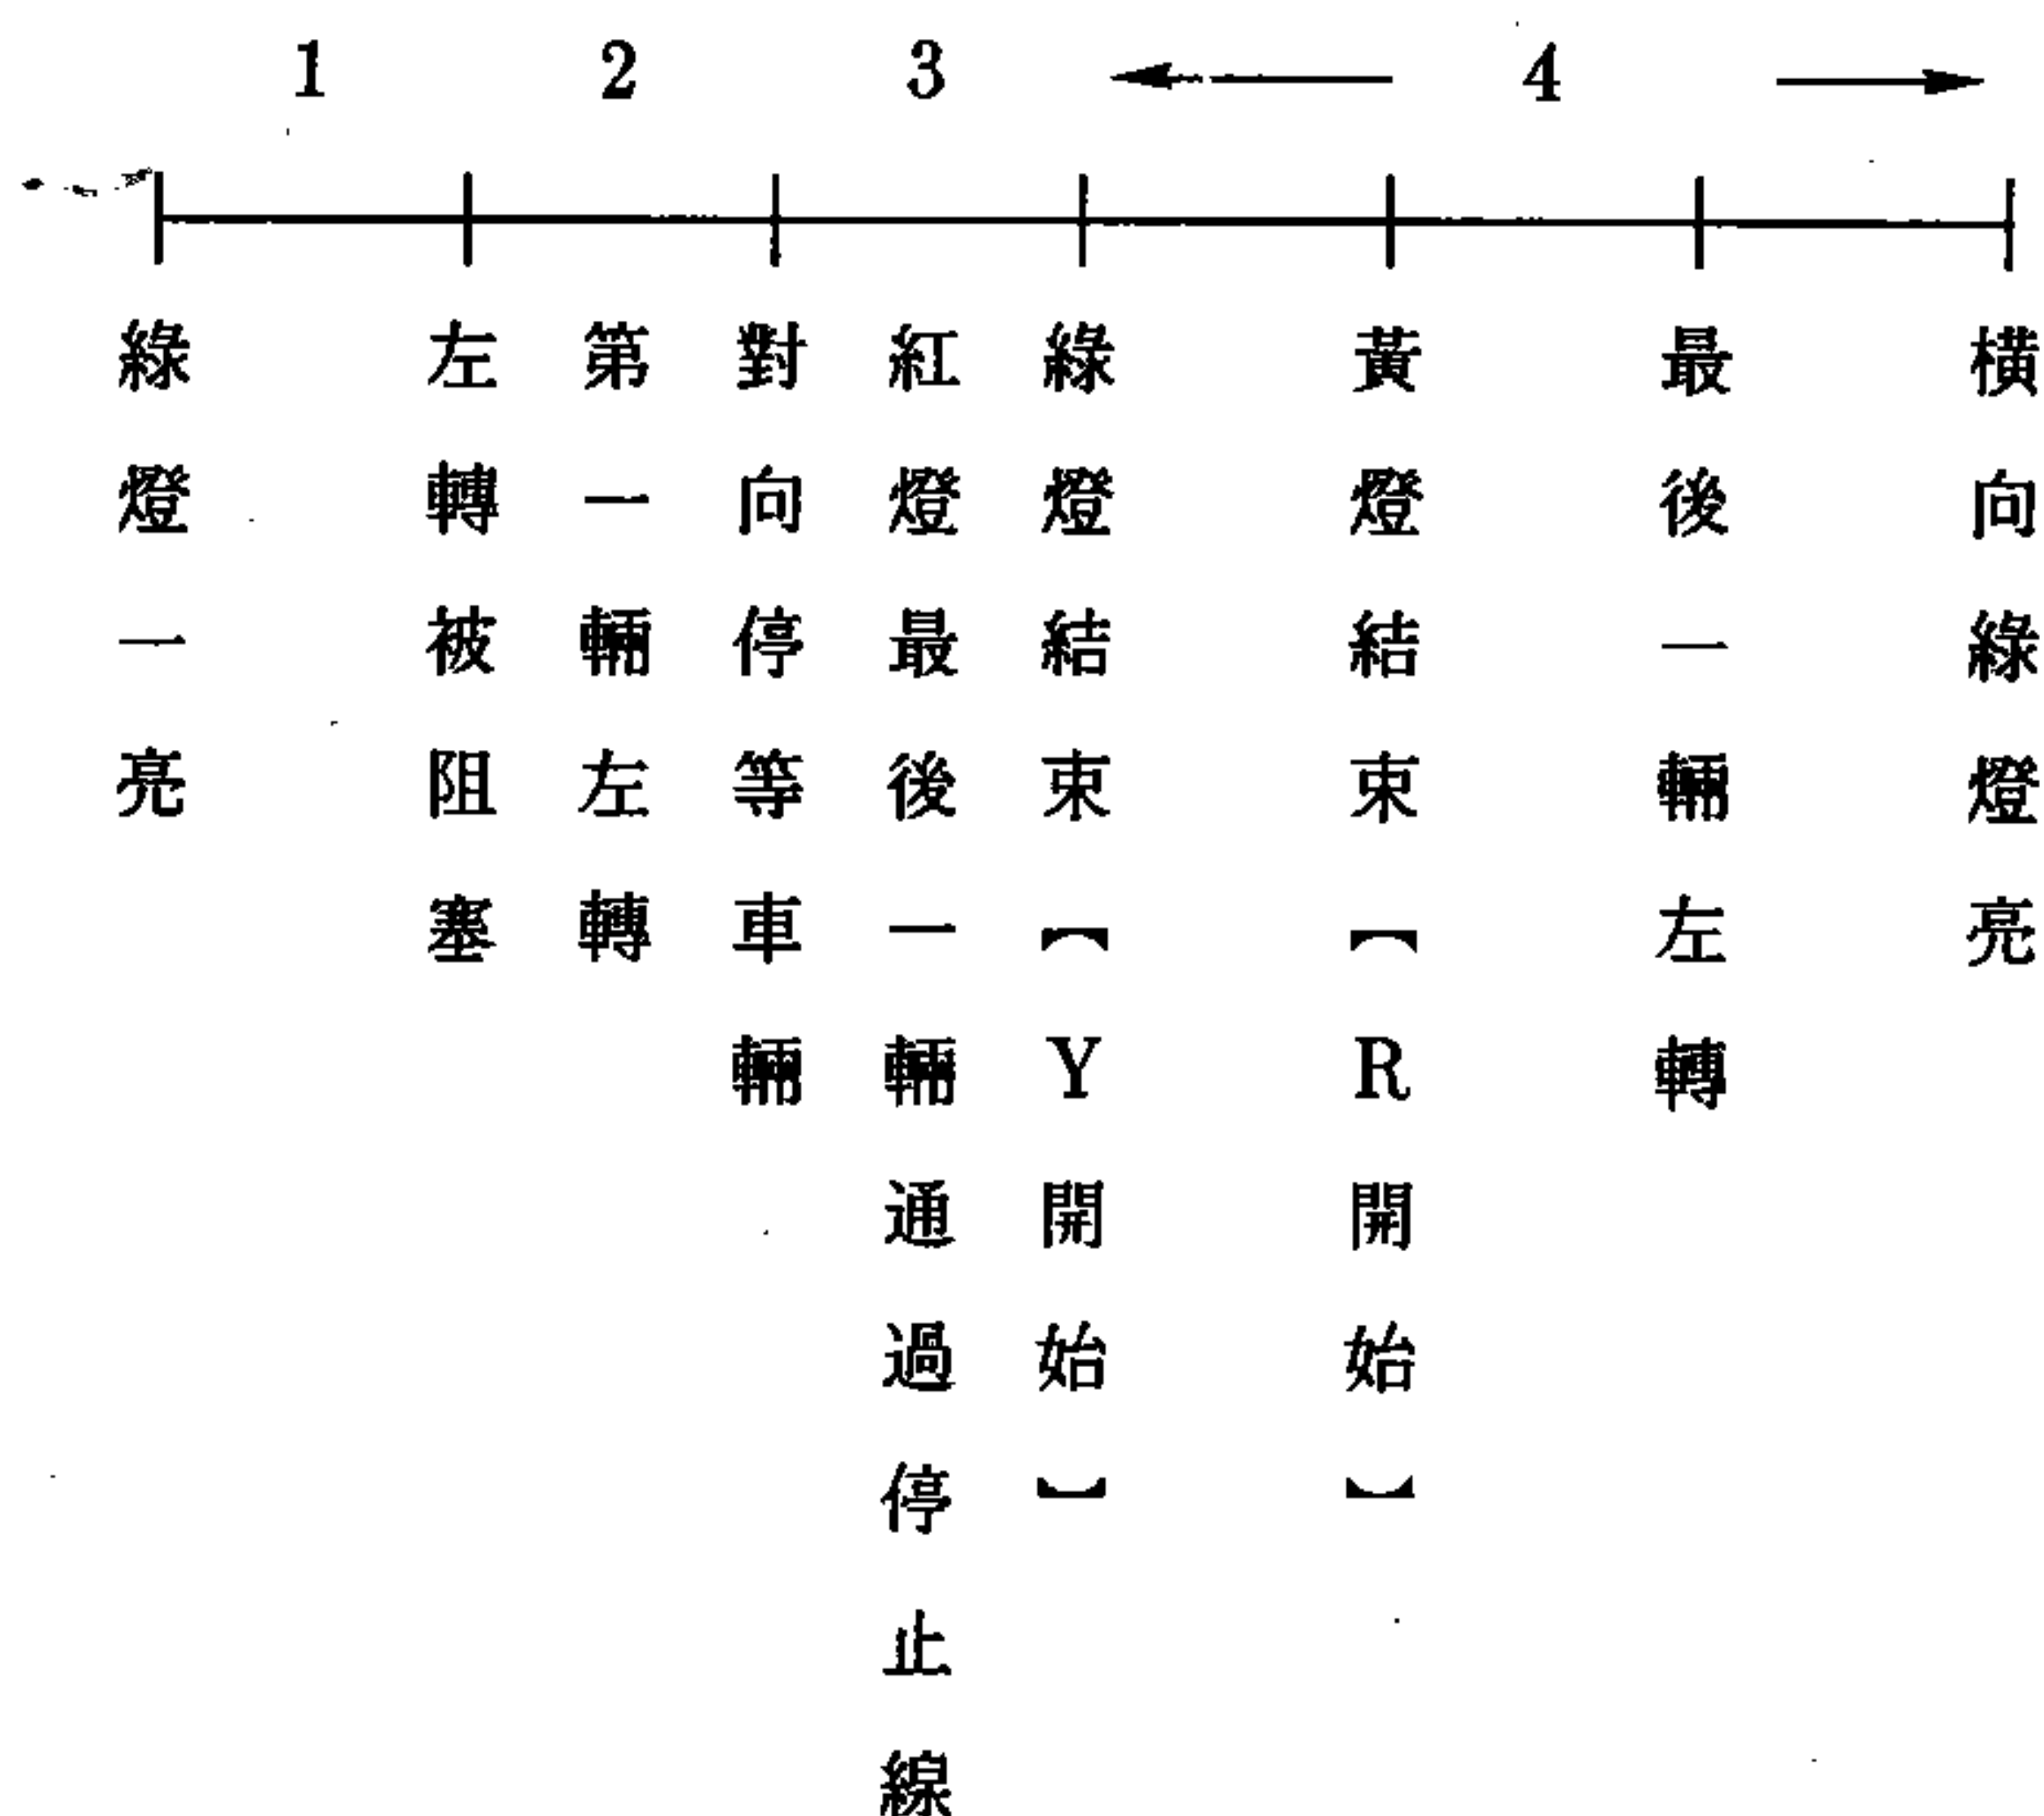 1 2 3 4
綠燈一亮
左轉被阻塞
第一輛左轉
對向停等車輛
紅燈最後一輛通過停止線
綠燈結束(Y開始)
黃燈結束(R開始)
最後一輛左轉
橫向綠燈亮